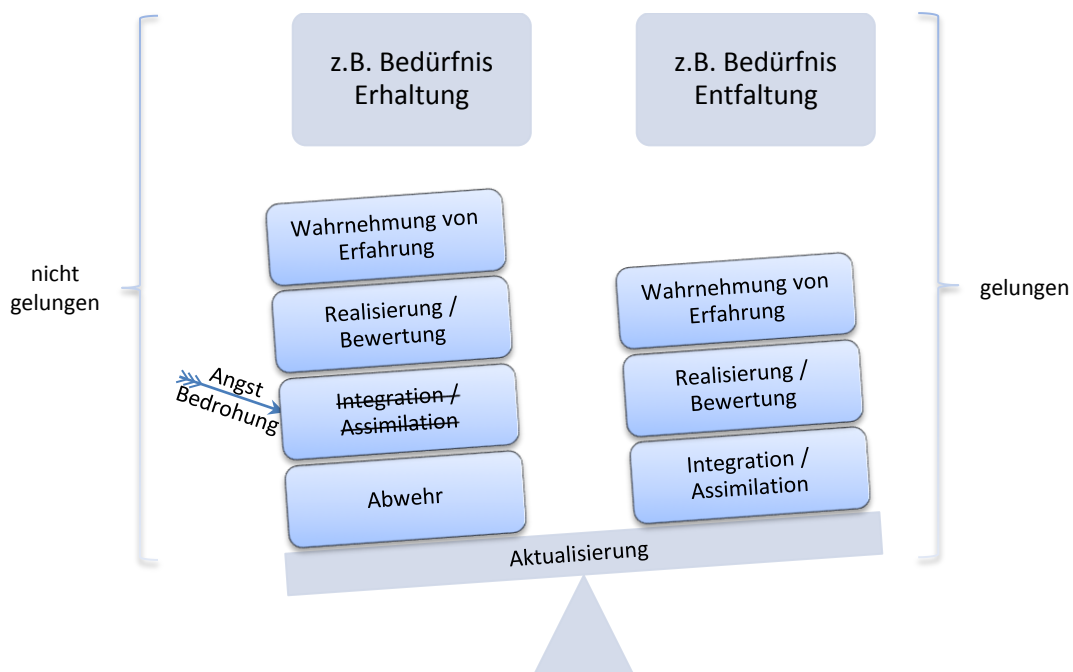 z.B. Bedürfnis
Erhaltung
z.B. Bedürfnis
Entfaltung
nicht
gelungen
Wahrnehmung von
Erfahrung
Realisierung /
Bewertung
Angst
Bedrohung
Integration /
Assimilation
Abwehr
Wahrnehmung von
Erfahrung
Realisierung /
Bewertung
Integration /
Assimilation
gelungen
Aktualisierung